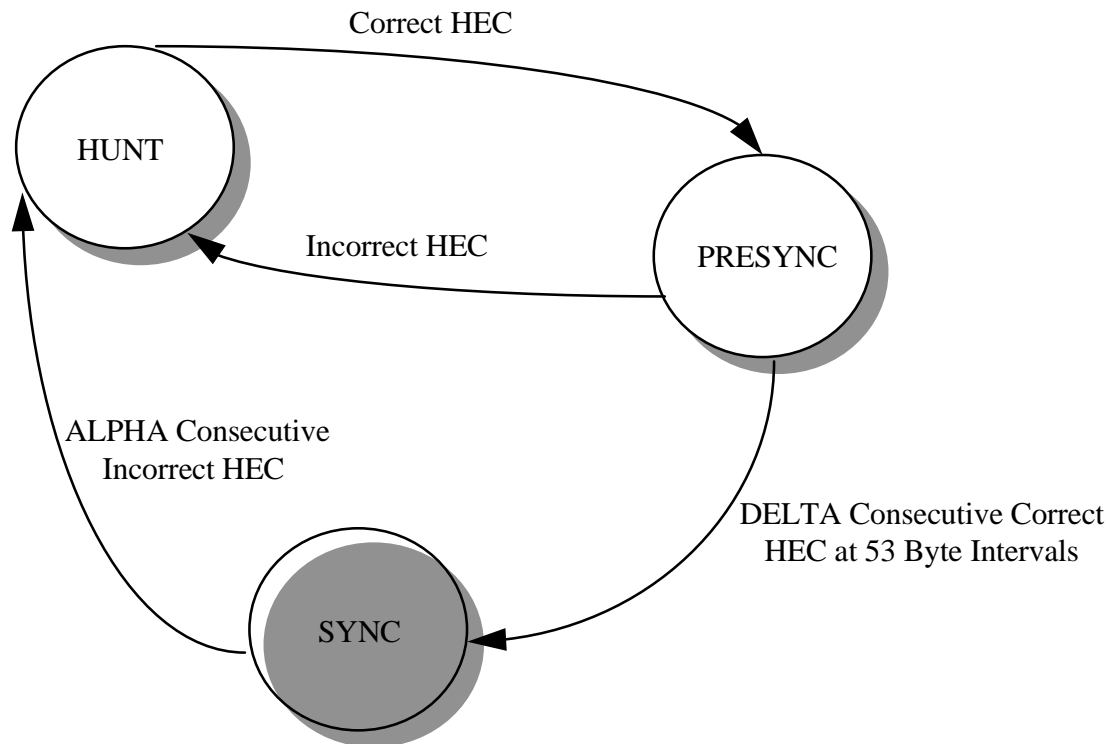 Correct HEC
HUNT
Incorrect HEC
PRESYNC
ALPHA Consecutive
Incorrect HEC
DELTA Consecutive Correct
HEC at 53 Byte Intervals
SYNC